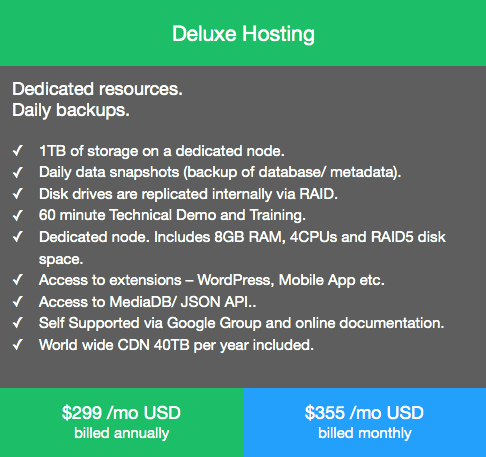 Deluxe Hosting
Dedicated resources.
Daily backups.
✓ 1TB of storage on a dedicated node.
✓ Daily data snapshots (backup of database/ metadata).
✓ Disk drives are replicated internally via RAID.
✓ 60 minute Technical Demo and Training.
✓ Dedicated node. Includes 8GB RAM, 4CPUs and RAID5 disk
space.
✓ Access to extensions – WordPress, Mobile App etc.
✓ Access to MediaDB/ JSON API..
✓ Self Supported via Google Group and online documentation.
✓ World wide CDN 40TB per year included.
$299 /mo USD
billed annually
$355 /mo USD
billed monthly